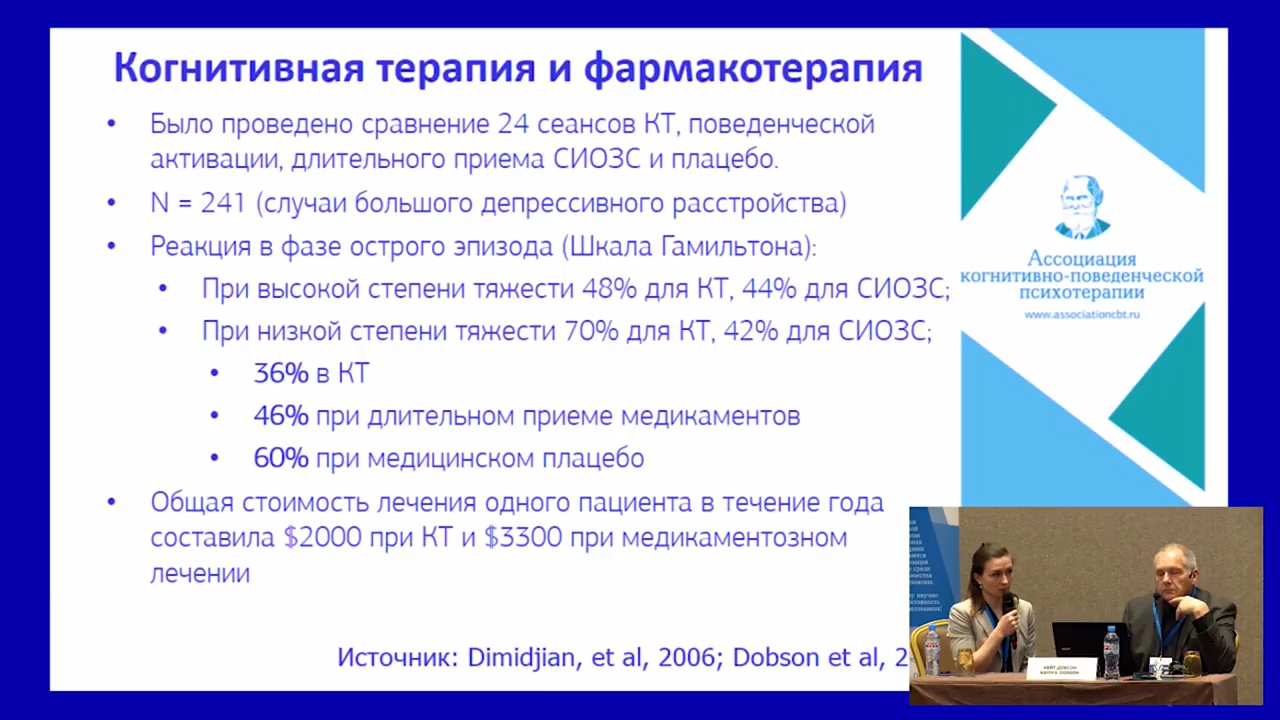 Когнитивная терапия и фармакотерапия
• Было проведено сравнение 24 сеансов КТ, поведенческой
активации, длительного приема СИОЗС и плацебо.
• N = 241 (случаи большого депрессивного расстройства)
• Реакция в фазе острого эпизода (Шкала Гамильтона):
• При высокой степени тяжести 48% для КТ, 44% для СИОЗС;
• При низкой степени тяжести 70% для КТ, 42% для СИОЗС;
• 36% в КТ
• 46% при длительном приеме медикаментов
• 60% при медицинском плацебо
• Общая стоимость лечения одного пациента в течение года
составила $2000 при КТ и $3300 при медикаментозном
лечении
Источник: Dimidjian, et al, 2006; Dobson et al, 2
Ассоциация
когнитивно-поведенческой
психотерапии
www.associationcbt.ru
КЕЙТ ДОБСОН
KEITH S. DOBSON